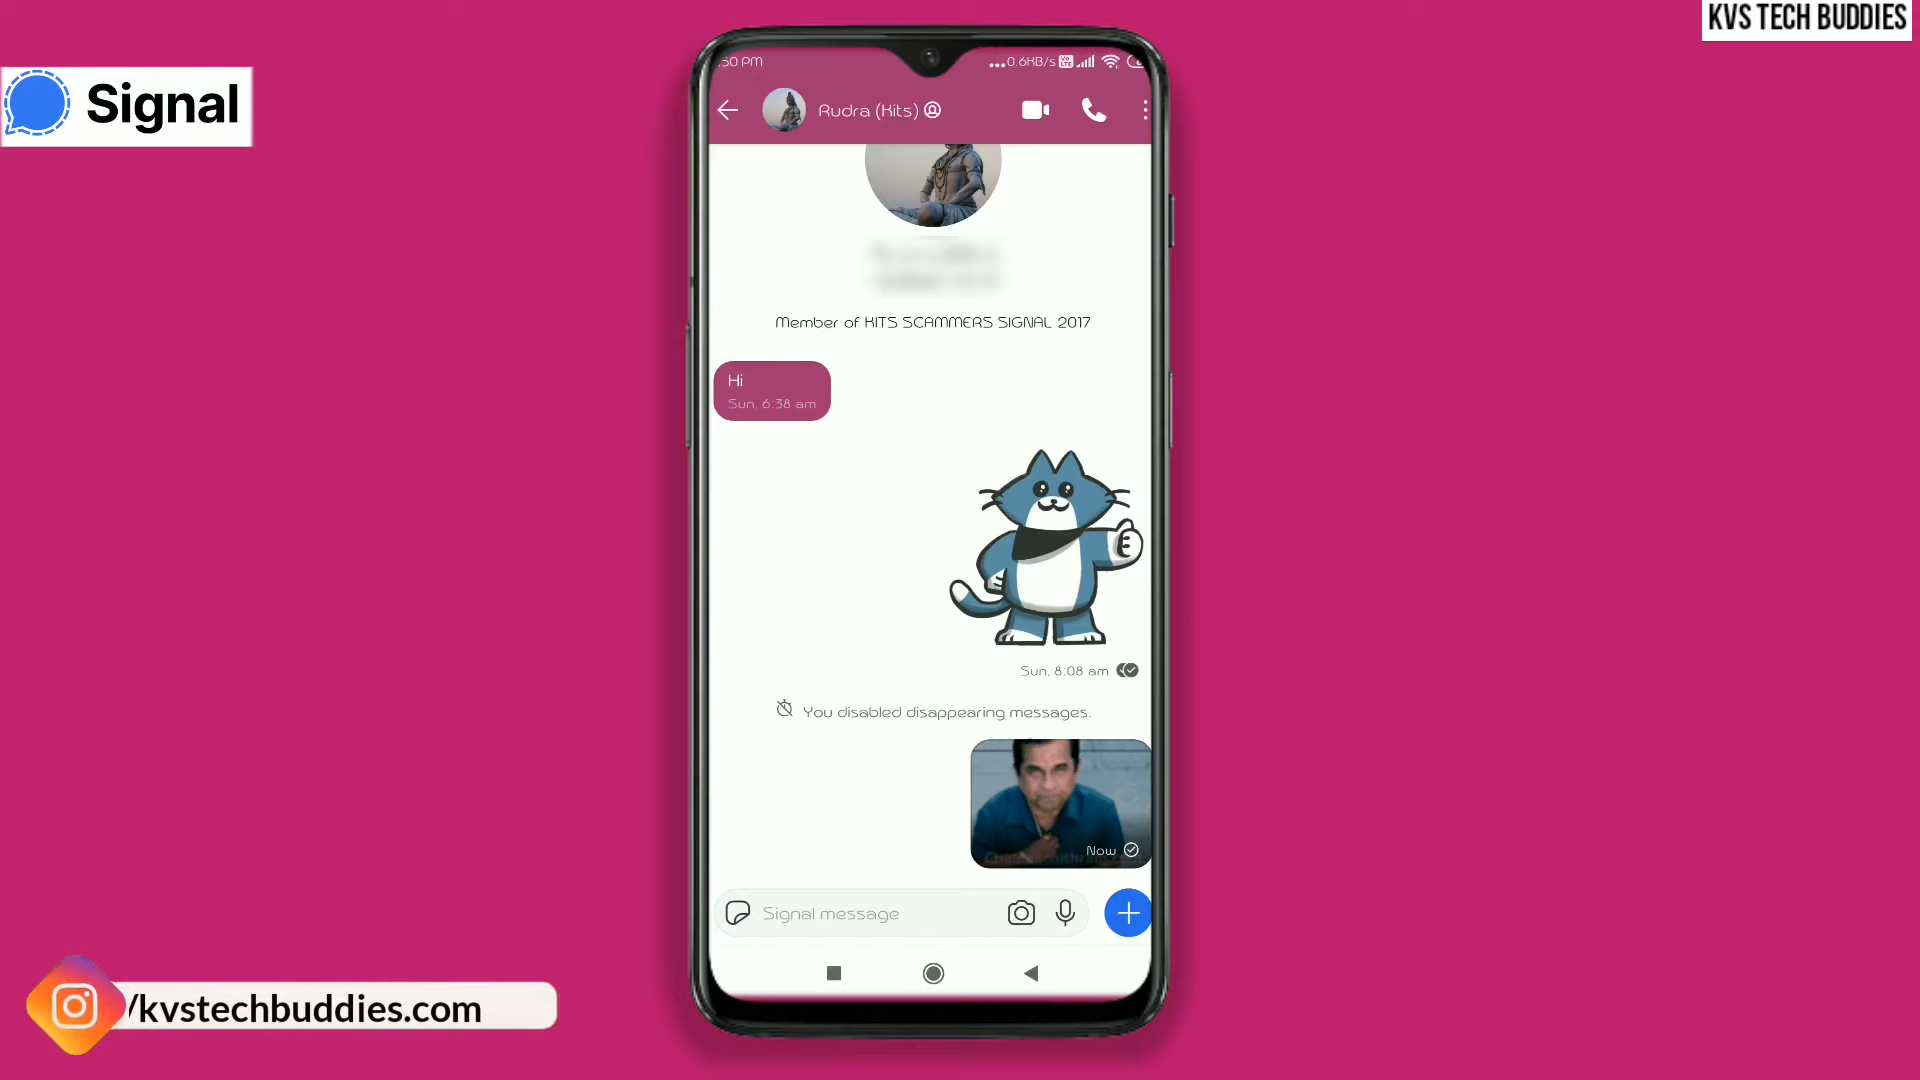 KVS TECH BUDDIES
Signal
:50 PM
...0.6KB/s
Rudra (Kits)
Member of KITS SCAMMERS SIGNAL 2017
Hi
Sun, 6:38 am
Sun, 8:08 am
You disabled disappearing messages.
Now
Signal message
/kvstechbuddies.com